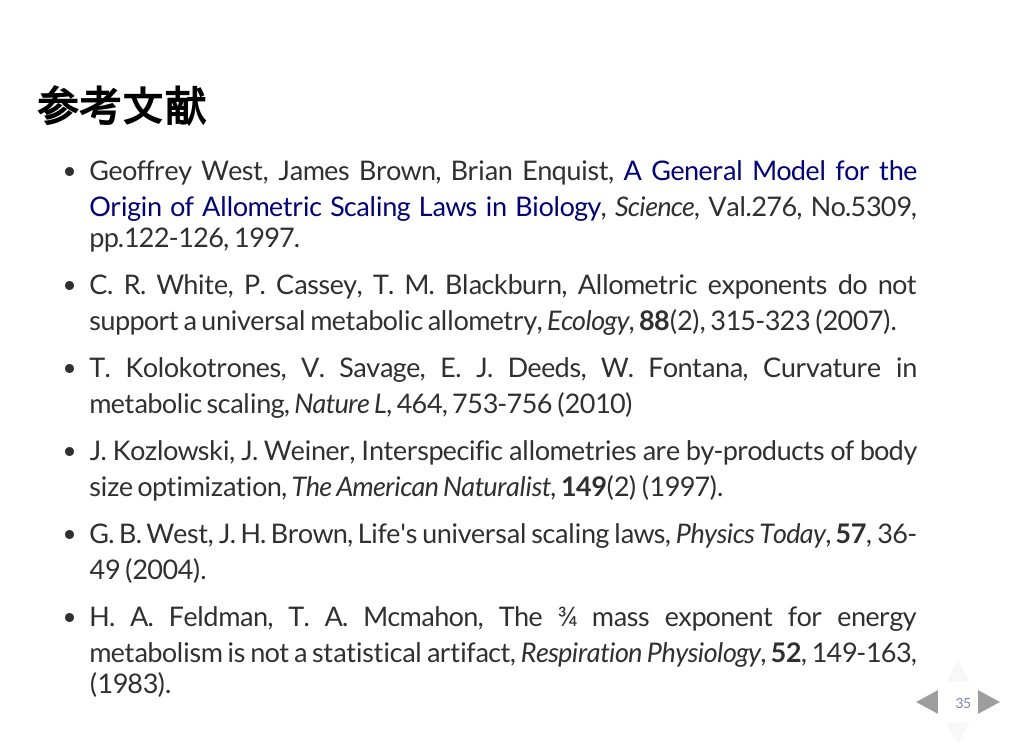 参考文献
• Geoffrey West, James Brown, Brian Enquist, A General Model for the
Origin of Allometric Scaling Laws in Biology, Science, Val.276, No.5309,
pp.122-126, 1997.
• C. R. White, P. Cassey, T. M. Blackburn, Allometric exponents do not
support a universal metabolic allometry, Ecology, 88(2), 315-323 (2007).
• T. Kolokotrones, V. Savage, E. J. Deeds, W. Fontana, Curvature in
metabolic scaling, Nature L, 464, 753-756 (2010)
• J. Kozlowski, J. Weiner, Interspecific allometries are by-products of body
size optimization, The American Naturalist, 149(2) (1997).
• G. B. West, J. H. Brown, Life's universal scaling laws, Physics Today, 57, 36-
49 (2004).
• H. A. Feldman, T. A. Mcmahon, The ¾ mass exponent for energy
metabolism is not a statistical artifact, Respiration Physiology, 52, 149-163,
(1983).
35